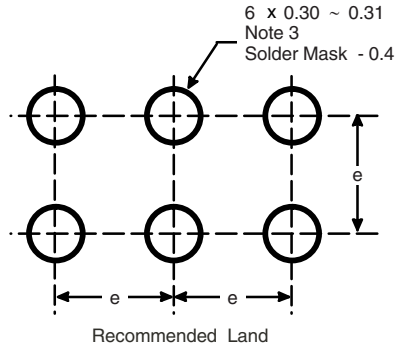 6 x 0.30 ~ 0.31
Note 3
Solder Mask - 0.4
e
e
e
Recommended Land